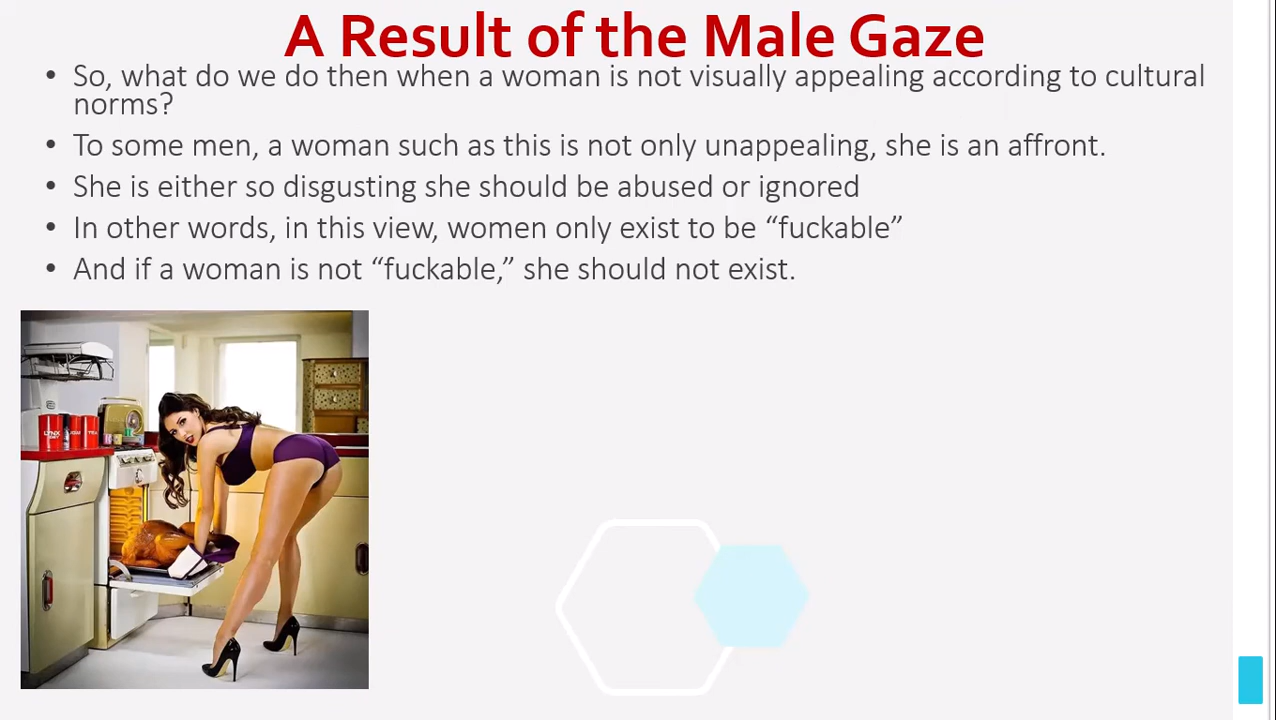 A Result of the Male Gaze
• So, what do we do then when a woman is not visually appealing according to cultural
norms?
• To some men, a woman such as this is not only unappealing, she is an affront.
• She is either so disgusting she should be abused or ignored
• In other words, in this view, women only exist to be “fuckable”
• And if a woman is not “fuckable,” she should not exist.
LYNX